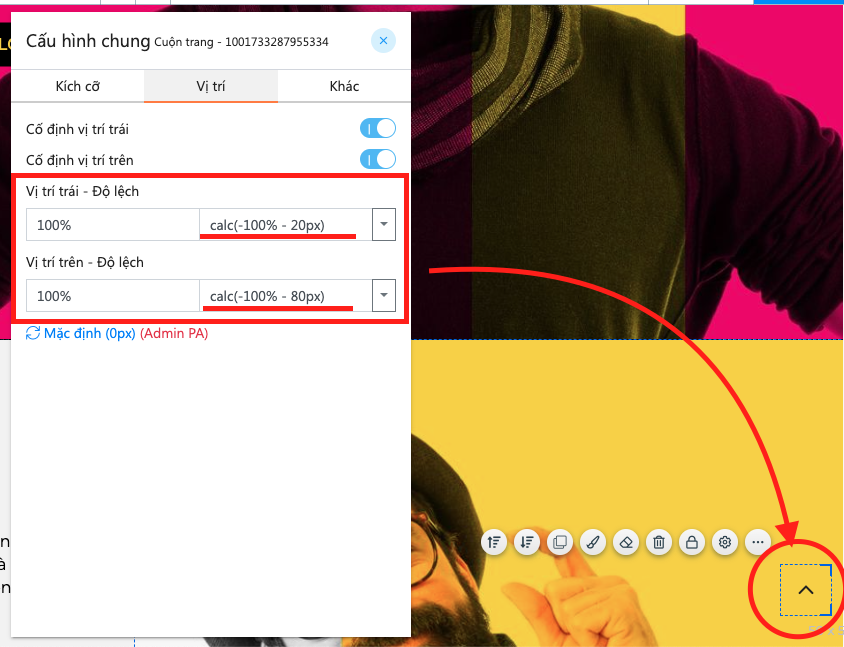 Cấu hình chung Cuộn trang - 1001733287955334
Kích cỡ
Vị trí
Khác
Cố định vị trí trái
Cố định vị trí trên
Vị trí trái - Độ lệch
100%
calc(-100% - 20px)
Vị trí trên - Độ lệch
100%
calc(-100% - 80px)
Mặc định (0px) (Admin PA)